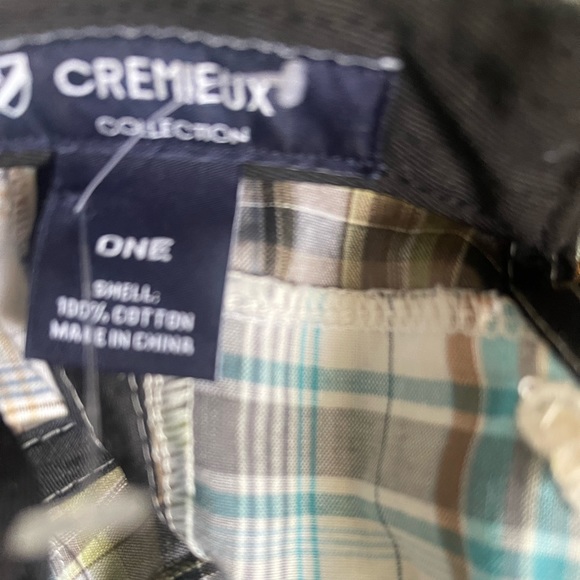 CREMIEUX
COLLECTION
ONE
SHELL:
100% COTTON
MADE IN CHINA